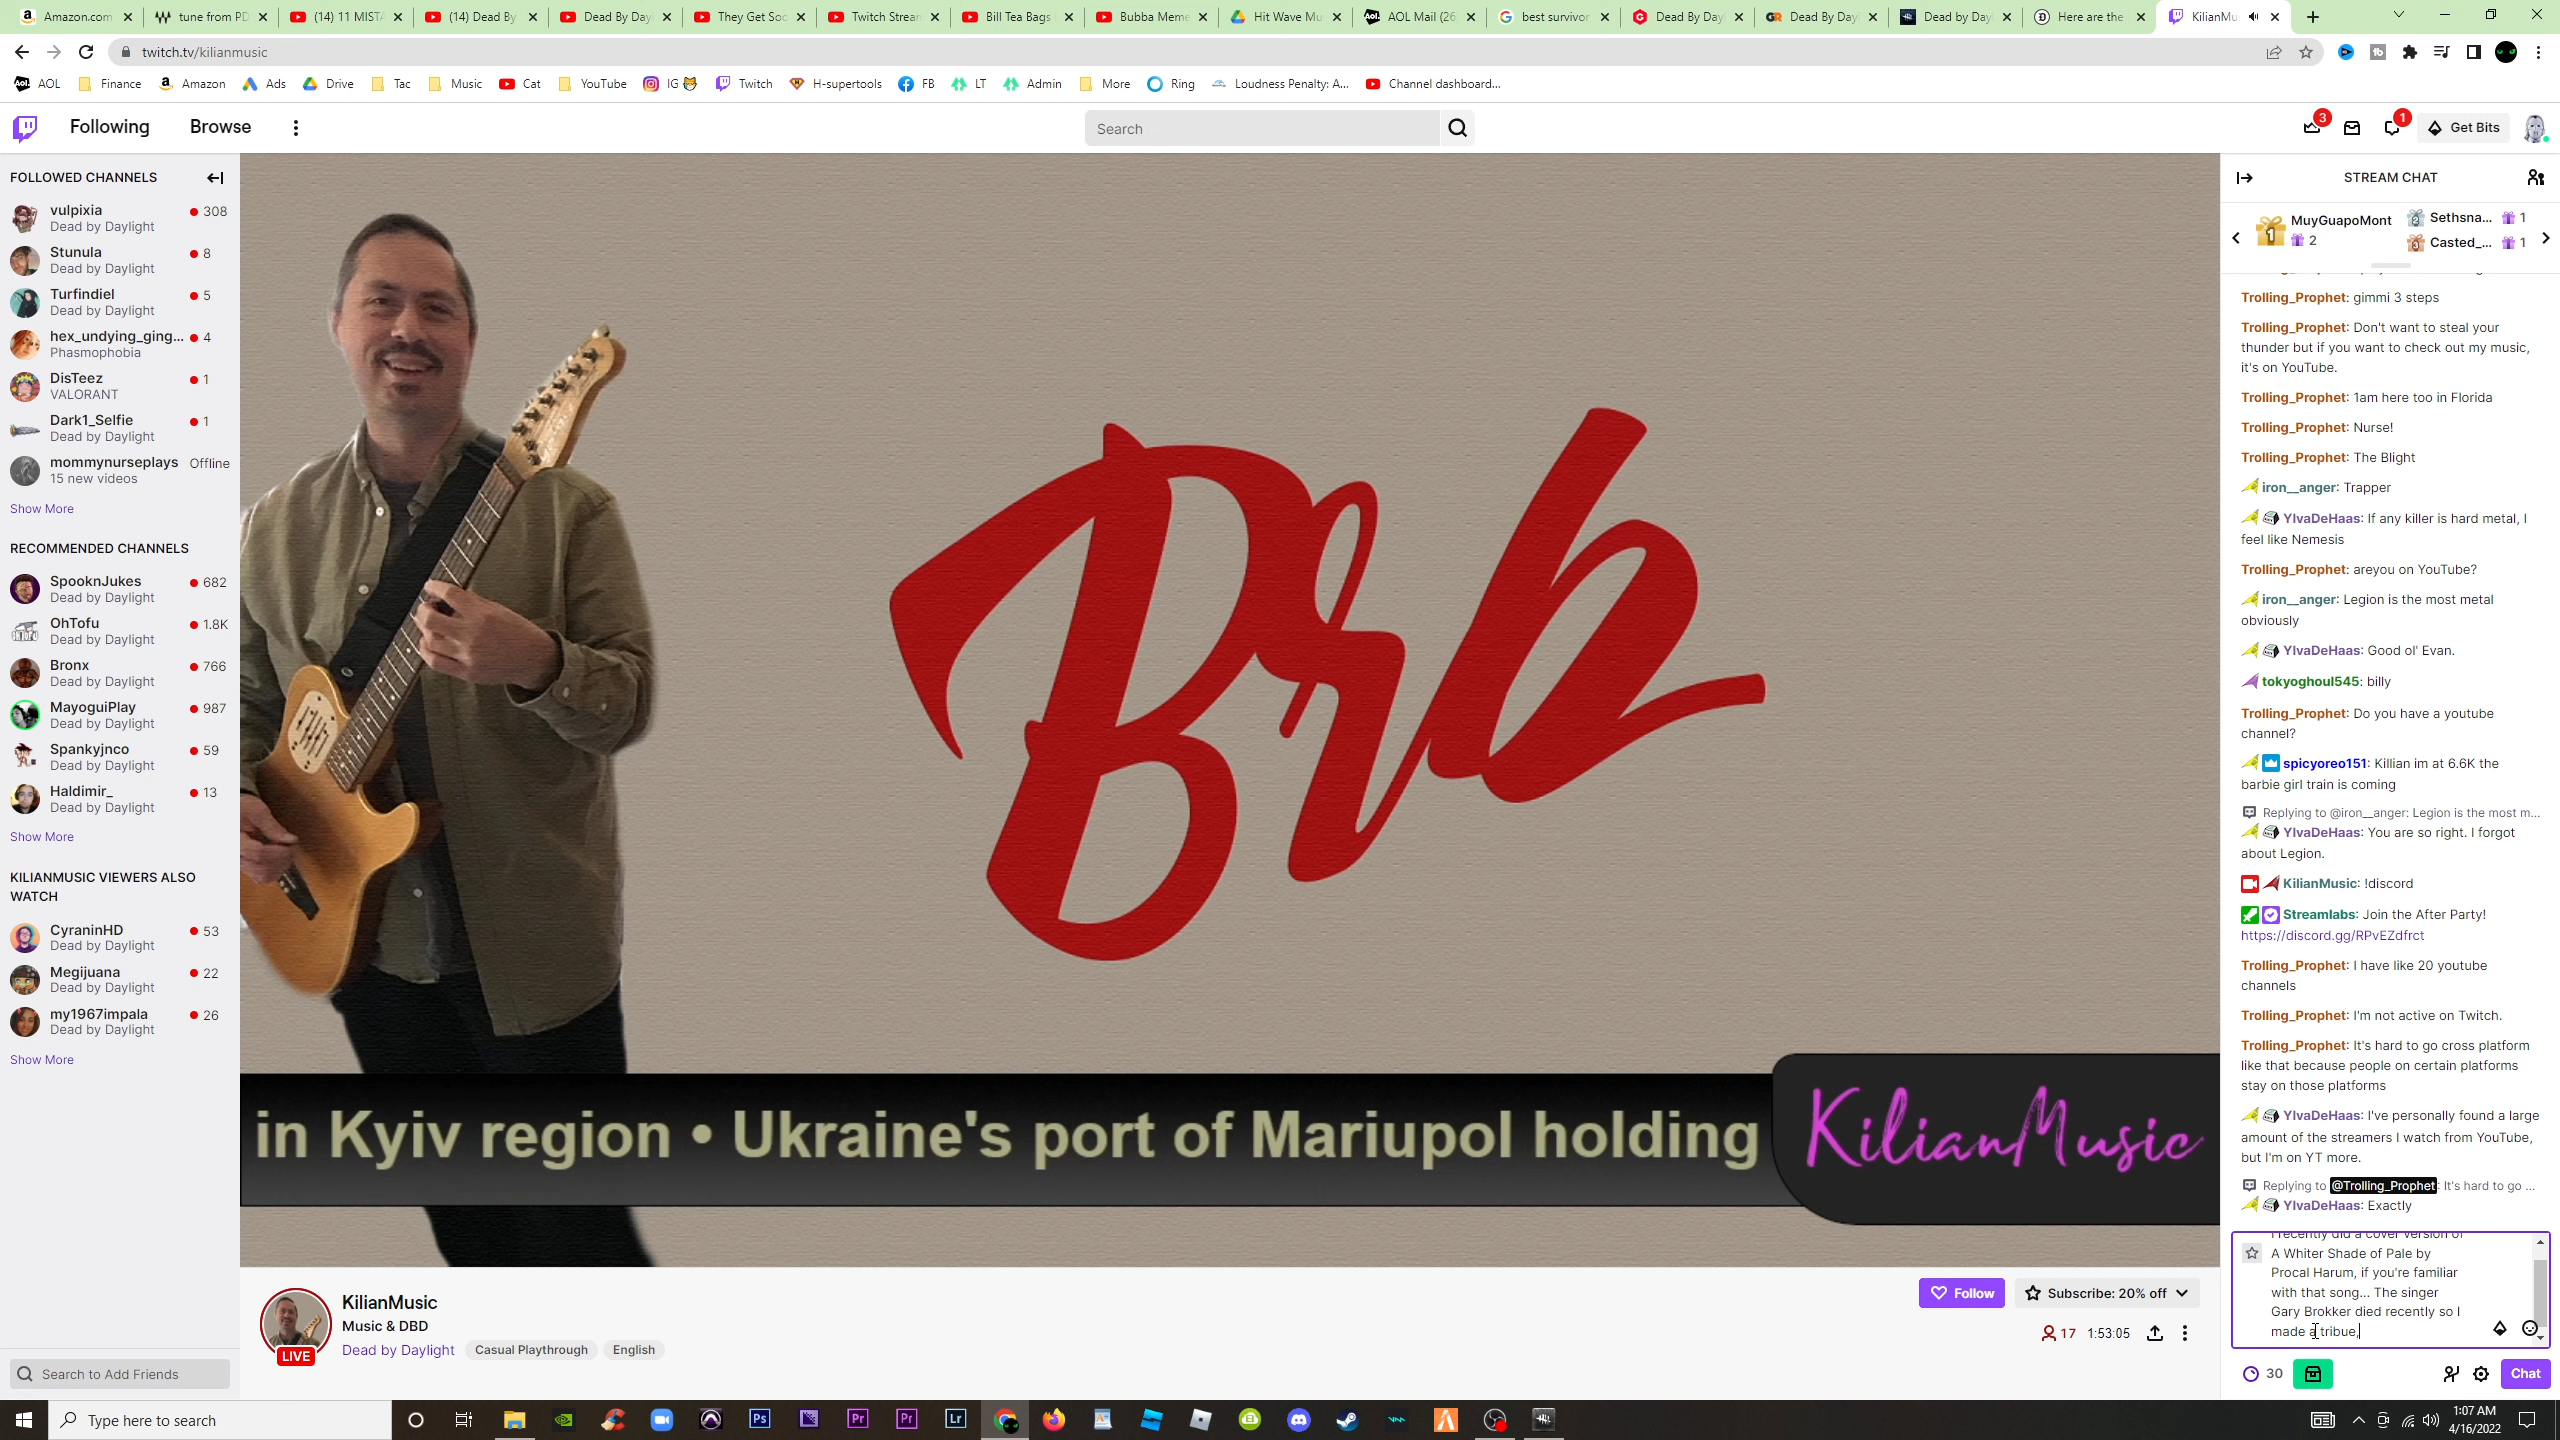 Amazon.com
tune from PD
(14) 11 MISTA
(14) Dead By
Dead By Day
They Get Soc
Twitch Strea
Bill Tea Bags
Bubba Meme
Hit Wave Mu
AOL Mail (26
best survivor
Dead By Day
Dead By Day
Dead by Day
Here are the
KilianMu
twitch.tv/kilianmusic
AOL Finance Amazon Ads Drive Tac Music Cat YouTube IG Twitch H-supertools FB LT Admin More Ring Loudness Penalty: A... Channel dashboard...
Following Browse
Search
3
1
Get Bits
FOLLOWED CHANNELS
vulpixia 308
Dead by Daylight
Stunula 8
Dead by Daylight
Turfindiel 5
Dead by Daylight
hex_undying_ging... 4
Phasmophobia
DisTeez 1
VALORANT
Dark1_Selfie 1
Dead by Daylight
mommynurseplays Offline
15 new videos
Show More
RECOMMENDED CHANNELS
SpooknJukes 682
Dead by Daylight
OhTofu 1.8K
Dead by Daylight
Bronx 766
Dead by Daylight
MayoguiPlay 987
Dead by Daylight
Spankyjnco 59
Dead by Daylight
Haldimir_ 13
Dead by Daylight
Show More
KILIANMUSIC VIEWERS ALSO
WATCH
CyraninHD 53
Dead by Daylight
Megijuana 22
Dead by Daylight
my1967impala 26
Dead by Daylight
Show More
Search to Add Friends
Brb
in Kyiv region • Ukraine's port of Mariupol holding
KilianMusic
LIVE
KilianMusic
Music & DBD
Dead by Daylight Casual Playthrough English
Follow
Subscribe: 20% off
17 1:53:05
STREAM CHAT
1
MuyGuapoMont
2
2 Sethsna... 1
3 Casted_... 1
Trolling_Prophet: gimmi 3 steps
Trolling_Prophet: Don't want to steal your
thunder but if you want to check out my music,
it's on YouTube.
Trolling_Prophet: 1am here too in Florida
Trolling_Prophet: Nurse!
Trolling_Prophet: The Blight
iron__anger: Trapper
YlvaDeHaas: If any killer is hard metal, I
feel like Nemesis
Trolling_Prophet: areyou on YouTube?
iron__anger: Legion is the most metal
obviously
YlvaDeHaas: Good ol' Evan.
tokyoghoul545: billy
Trolling_Prophet: Do you have a youtube
channel?
spicyoreo151: Killian im at 6.6K the
barbie girl train is coming
Replying to @iron__anger: Legion is the most m...
YlvaDeHaas: You are so right. I forgot
about Legion.
KilianMusic: !discord
Streamlabs: Join the After Party!
https://discord.gg/RPvEZdfrct
Trolling_Prophet: I have like 20 youtube
channels
Trolling_Prophet: I'm not active on Twitch.
Trolling_Prophet: It's hard to go cross platform
like that because people on certain platforms
stay on those platforms
YlvaDeHaas: I've personally found a large
amount of the streamers I watch from YouTube,
but I'm on YT more.
Replying to @Trolling_Prophet: It's hard to go ...
YlvaDeHaas: Exactly
I recently did a cover version of
A Whiter Shade of Pale by
Procal Harum, if you're familiar
with that song... The singer
Gary Brokker died recently so I
made a tribue,
30
Chat
Type here to search
Ps
Pr
Pr
Lr
1:07 AM
4/16/2022